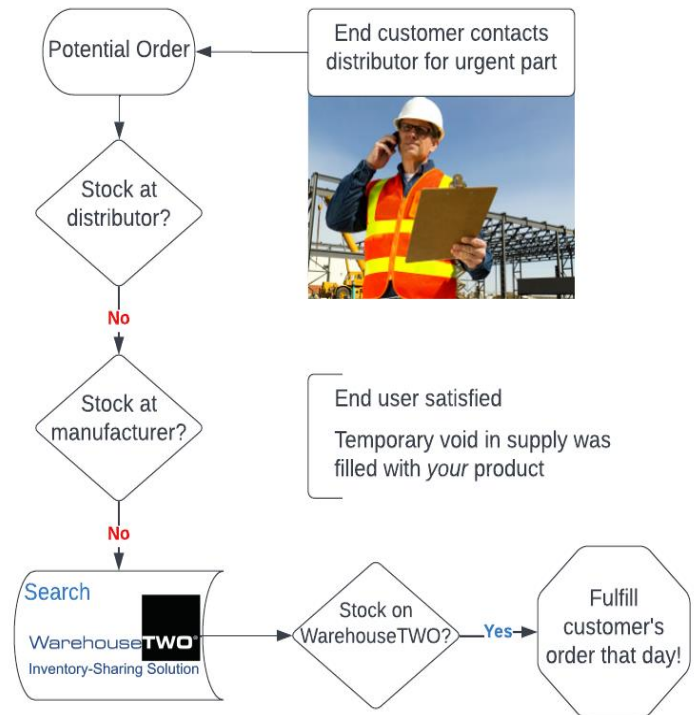 Potential Order
End customer contacts
distributor for urgent part
Stock at
distributor?
No
Stock at
manufacturer?
End user satisfied
Temporary void in supply was
filled with your product
No
Search
WarehouseTWO®
Inventory-Sharing Solution
Stock on
WarehouseTWO?
Yes
Fulfill
customer's
order that day!